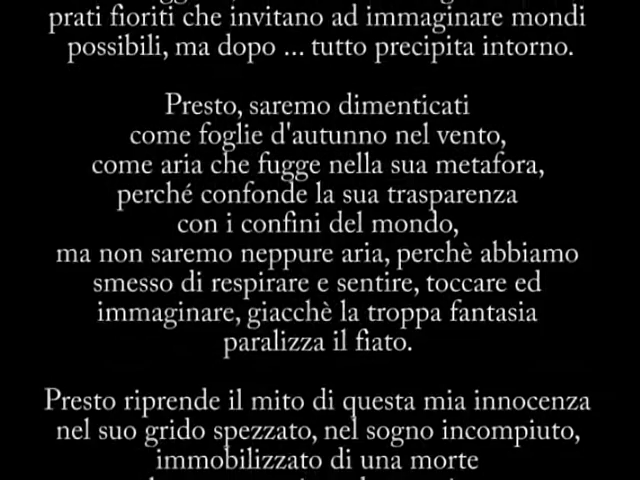 prati fioriti che invitano ad immaginare mondi
possibili, ma dopo ... tutto precipita intorno.
Presto, saremo dimenticati
come foglie d'autunno nel vento,
come aria che fugge nella sua metafora,
perché confonde la sua trasparenza
con i confini del mondo,
ma non saremo neppure aria, perchè abbiamo
smesso di respirare e sentire, toccare ed
immaginare, giacchè la troppa fantasia
paralizza il fiato.
Presto riprende il mito di questa mia innocenza
nel suo grido spezzato, nel sogno incompiuto,
immobilizzato di una morte